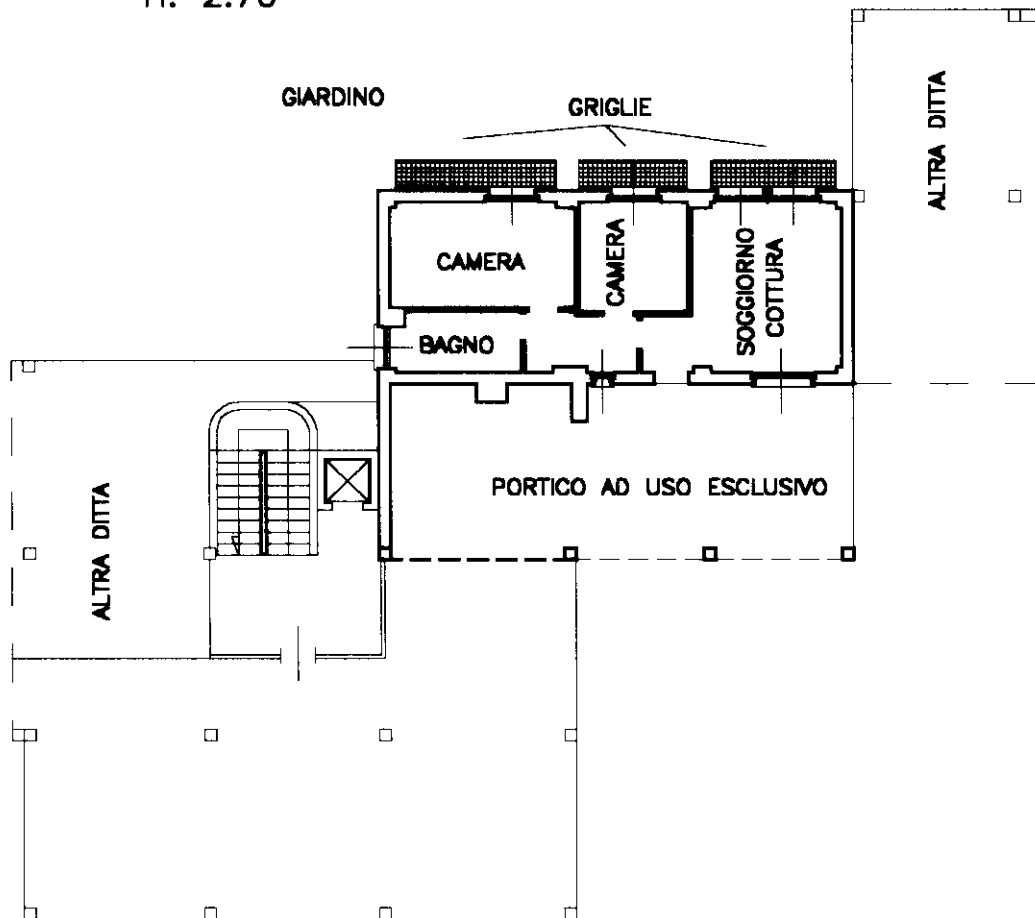 GIARDINO
GRIGLIE
ALTRA DITTA
CAMERA
CAMERA
SOGGIORNO
COTTURA
BAGNO
PORTICO AD USO ESCLUSIVO
ALTRA DITTA